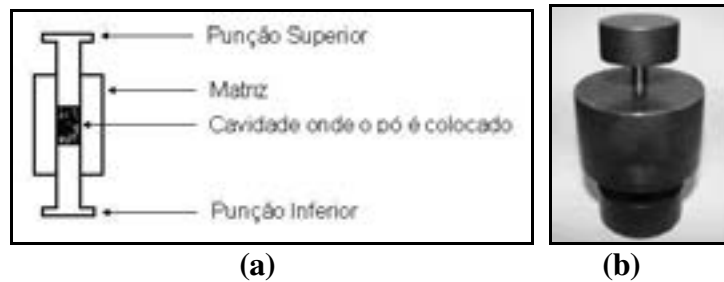 Punção Superior
Matriz
Cavidade onde o pó é colocado
Punção Inferior
(a)
(b)